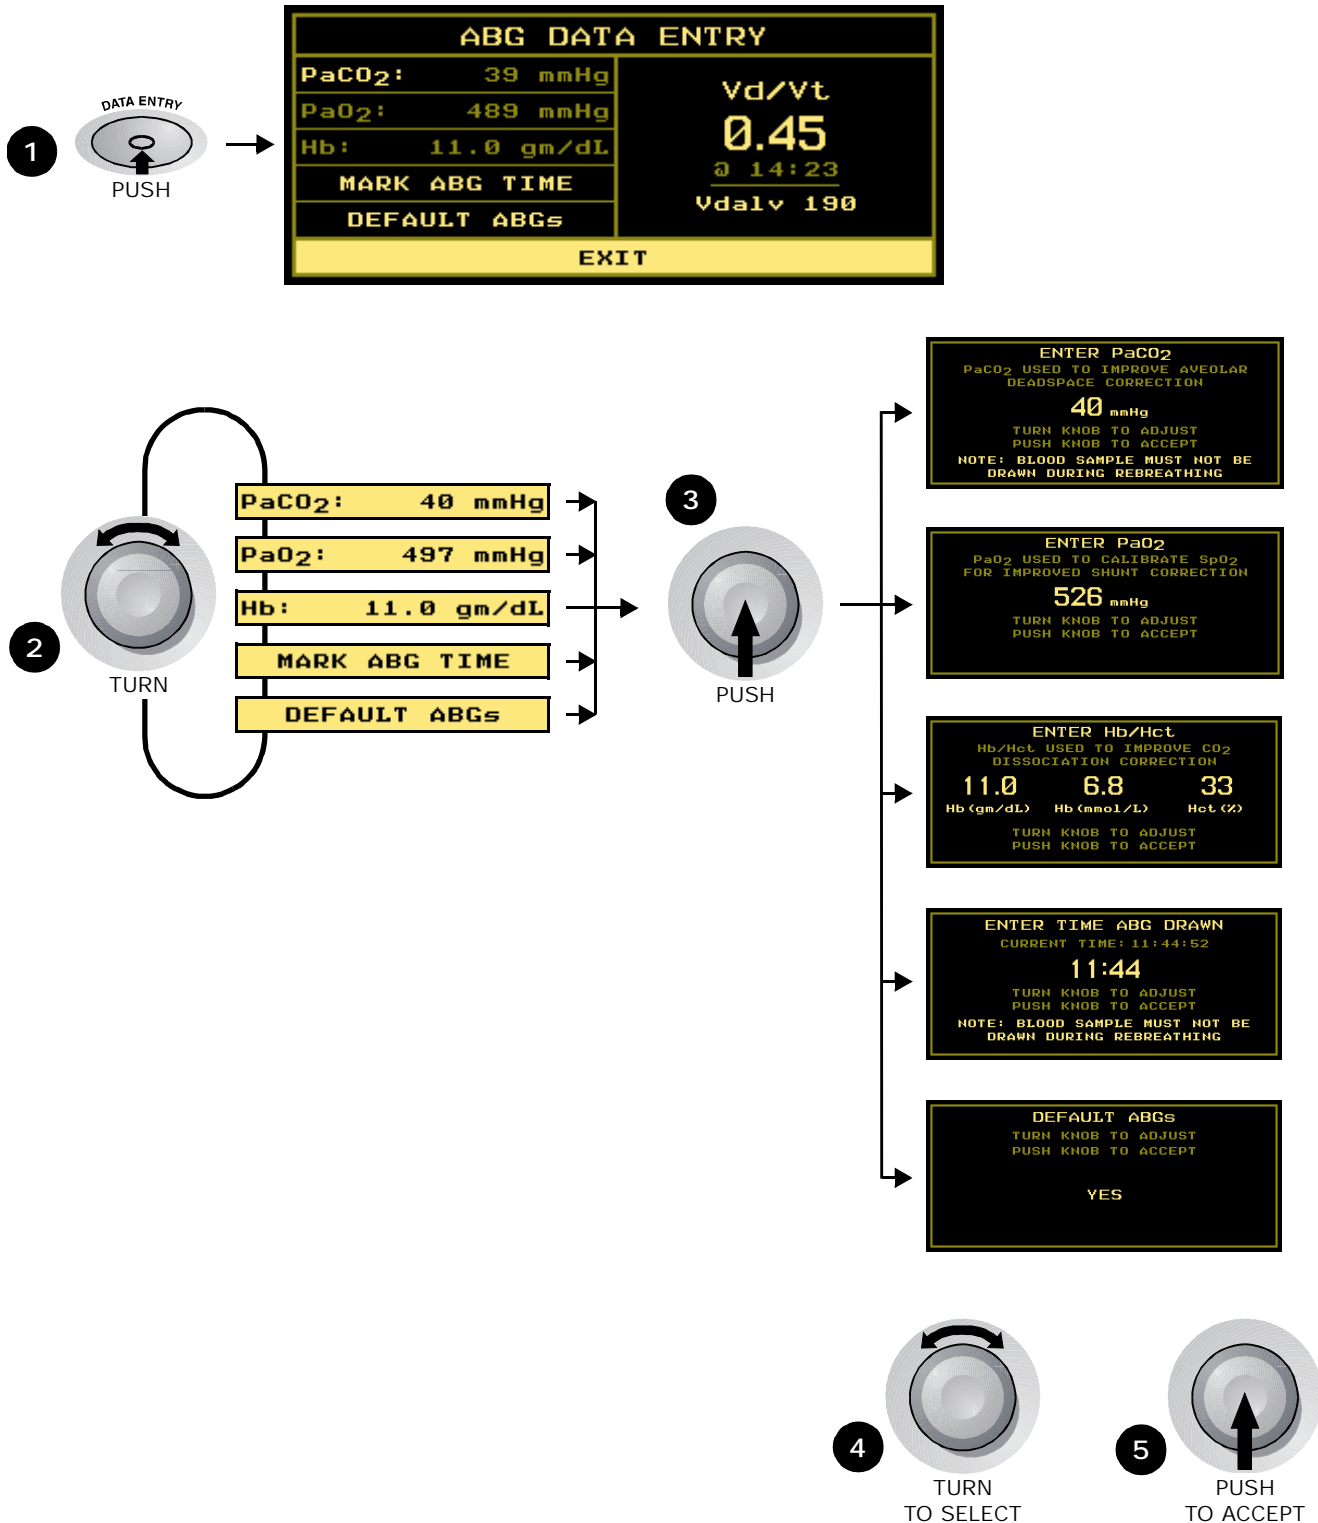 ABG DATA ENTRY
PaCO2: 39 mmHg
PaO2: 489 mmHg
Hb: 11.0 gm/dL
MARK ABG TIME
DEFAULT ABGs
Vd/Vt
0.45
@ 14:23
Vdalv 190
EXIT
1
DATA ENTRY
PUSH
2
TURN
PaCO2: 40 mmHg
PaO2: 497 mmHg
Hb: 11.0 gm/dL
MARK ABG TIME
DEFAULT ABGs
3
PUSH
ENTER PaCO2
PaCO2 USED TO IMPROVE AVEOLAR
DEADSPACE CORRECTION
40 mmHg
TURN KNOB TO ADJUST
PUSH KNOB TO ACCEPT
NOTE: BLOOD SAMPLE MUST NOT BE
DRAWN DURING REBREATHING
ENTER PaO2
PaO2 USED TO CALIBRATE SpO2
FOR IMPROVED SHUNT CORRECTION
526 mmHg
TURN KNOB TO ADJUST
PUSH KNOB TO ACCEPT
ENTER Hb/Hct
Hb/Hct USED TO IMPROVE CO2
DISSOCIATION CORRECTION
11.0 6.8 33
Hb(gm/dL) Hb(mmol/L) Hct(%)
TURN KNOB TO ADJUST
PUSH KNOB TO ACCEPT
ENTER TIME ABG DRAWN
CURRENT TIME: 11:44:52
11:44
TURN KNOB TO ADJUST
PUSH KNOB TO ACCEPT
NOTE: BLOOD SAMPLE MUST NOT BE
DRAWN DURING REBREATHING
DEFAULT ABGs
TURN KNOB TO ADJUST
PUSH KNOB TO ACCEPT
YES
4
TURN
TO SELECT
5
PUSH
TO ACCEPT